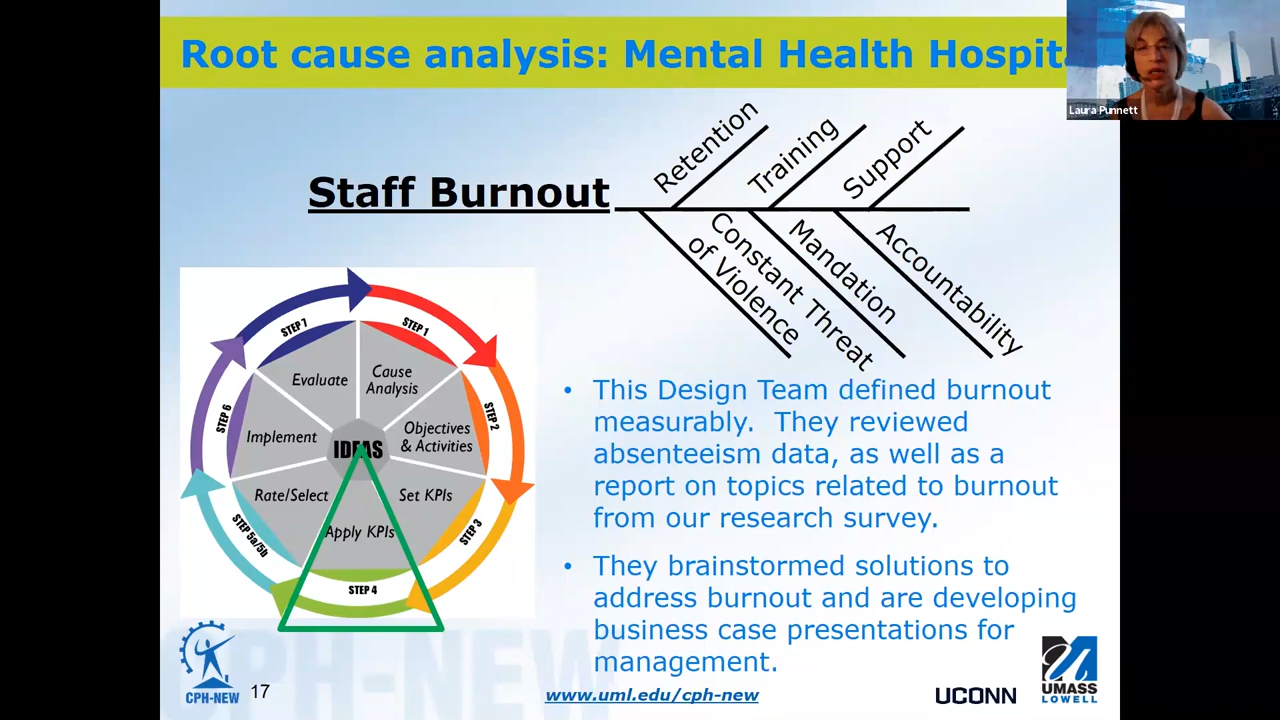 Root cause analysis: Mental Health Hospit
Laura Punnett
Staff Burnout
Retention
Training
Support
Constant Threat
of Violence
Mandation
Accountability
STEP 1
STEP 2
STEP 3
STEP 4
STEP 5a/5b
STEP 6
STEP 7
Cause
Analysis
Objectives
& Activities
Set KPIs
Apply KPIs
Rate/Select
Implement
Evaluate
IDEAS
• This Design Team defined burnout
measurably. They reviewed
absenteeism data, as well as a
report on topics related to burnout
from our research survey.
• They brainstormed solutions to
address burnout and are developing
business case presentations for
management.
CPH-NEW
CPH-NEW
17
www.uml.edu/cph-new
UCONN
UMASS
LOWELL